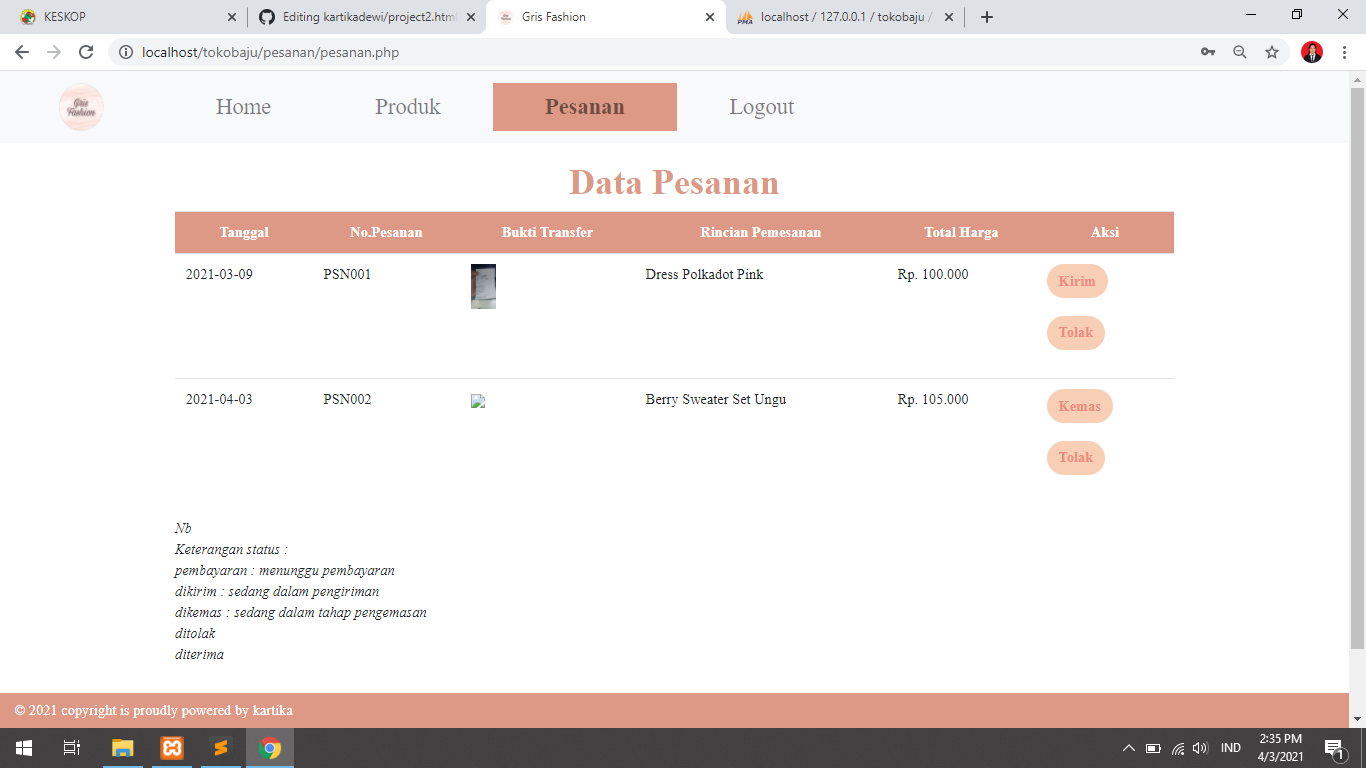 KESKOP
Editing kartikadewi/project2.html
Gris Fashion
localhost / 127.0.0.1 / tokobaju /
localhost/tokobaju/pesanan/pesanan.php
Gris
Fashion
Home
Produk
Pesanan
Logout
Data Pesanan
Tanggal No.Pesanan Bukti Transfer Rincian Pemesanan Total Harga Aksi
2021-03-09 PSN001 Dress Polkadot Pink Rp. 100.000 Kirim
Tolak
2021-04-03 PSN002 Berry Sweater Set Ungu Rp. 105.000 Kemas
Tolak
Nb
Keterangan status :
pembayaran : menunggu pembayaran
dikirim : sedang dalam pengiriman
dikemas : sedang dalam tahap pengemasan
ditolak
diterima
© 2021 copyright is proudly powered by kartika
IND
2:35 PM
4/3/2021
1